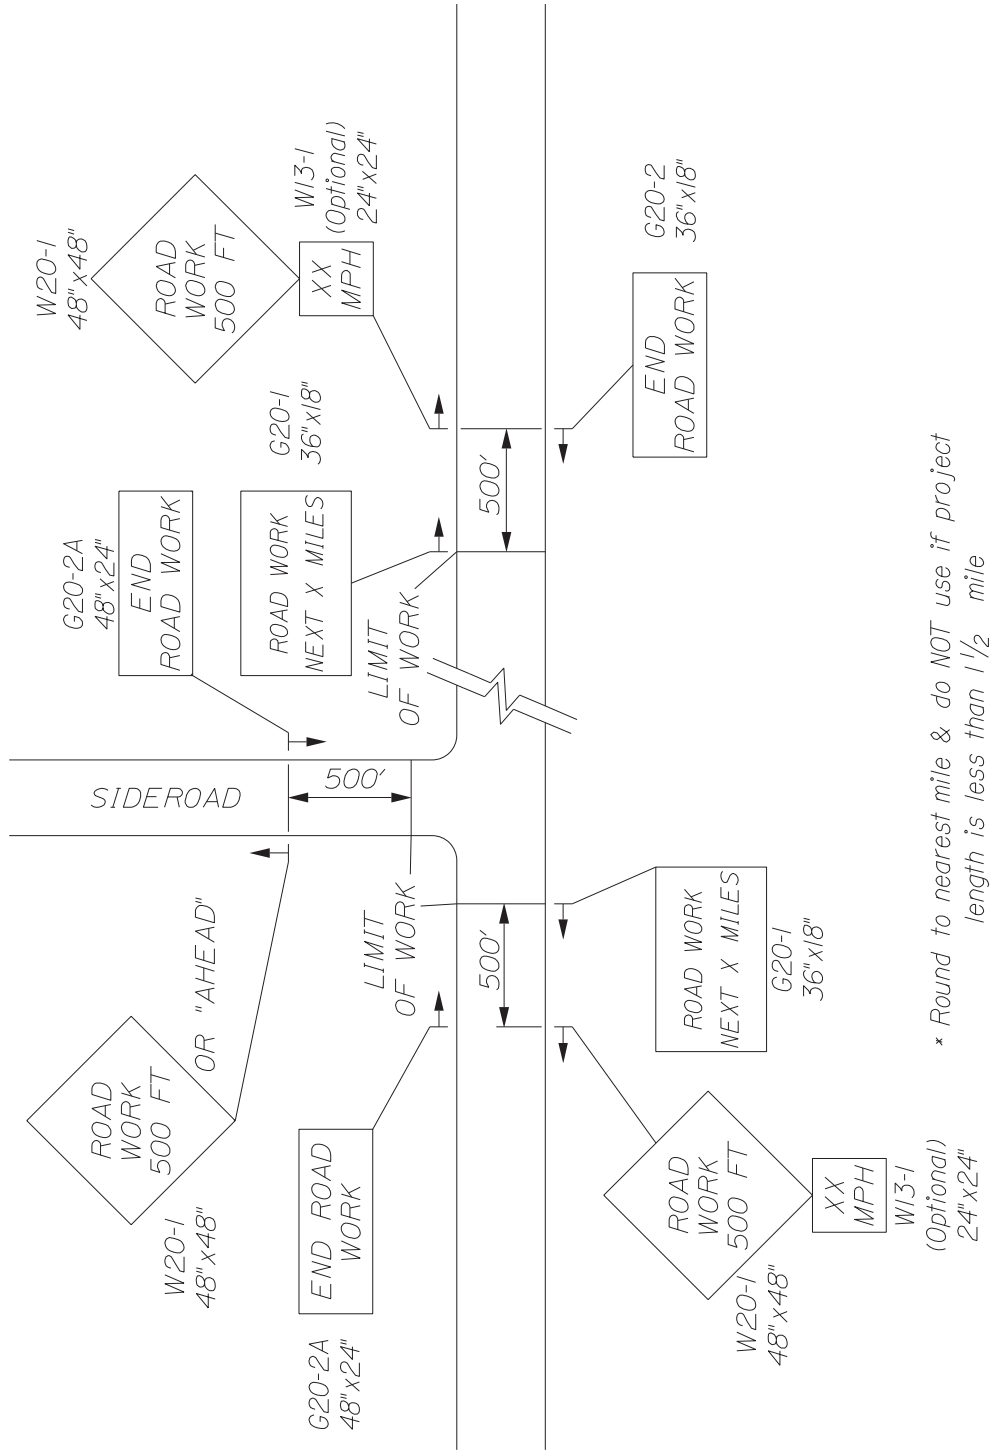 W20-1
48"x48"
ROAD
WORK
500 FT
W13-1
(Optional)
24"x24"
XX
MPH
G20-1
36"x18"
G20-2A
48"x24"
END
ROAD WORK
ROAD WORK
NEXT X MILES
LIMIT
OF WORK
500'
G20-2
36"x18"
END
ROAD WORK
SIDEROAD
500'
OR "AHEAD"
ROAD
WORK
500 FT
W20-1
48"x48"
LIMIT
OF WORK
500'
END ROAD
WORK
G20-2A
48"x24"
ROAD WORK
NEXT X MILES
G20-1
36"x18"
ROAD
WORK
500 FT
W20-1
48"x48"
XX
MPH
W13-1
(Optional)
24"x24"
* Round to nearest mile & do NOT use if project
length is less than 1 1/2 mile